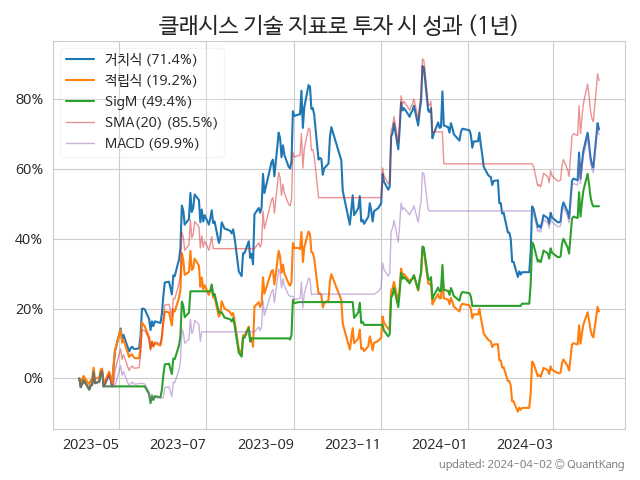 클래시스 기술 지표로 투자 시 성과 (1년)
거치식 (71.4%)
적립식 (19.2%)
SigM (49.4%)
SMA(20) (85.5%)
MACD (69.9%)
80%
60%
40%
20%
0%
2023-05 2023-07 2023-09 2023-11 2024-01 2024-03
updated: 2024-04-02 © QuantKang